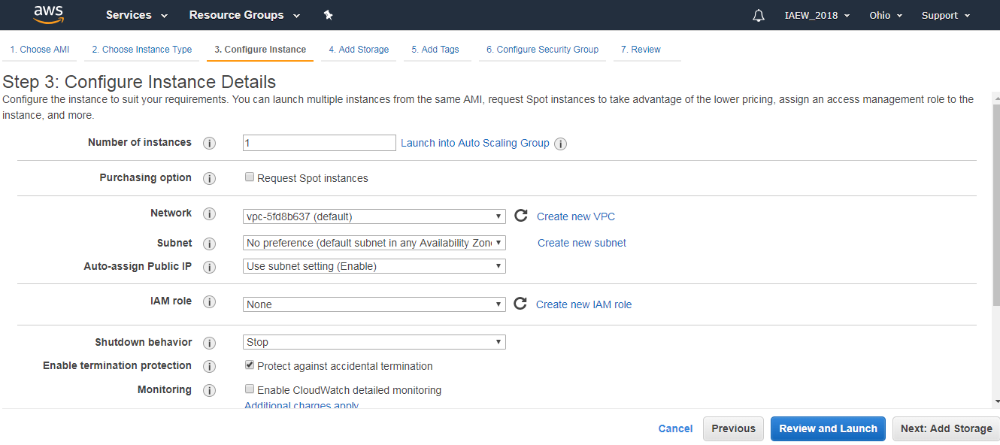 aws Services Resource Groups IAEW_2018 Ohio Support
1. Choose AMI 2. Choose Instance Type 3. Configure Instance 4. Add Storage 5. Add Tags 6. Configure Security Group 7. Review
Step 3: Configure Instance Details
Configure the instance to suit your requirements. You can launch multiple instances from the same AMI, request Spot instances to take advantage of the lower pricing, assign an access management role to the
instance, and more.
Number of instances i 1 Launch into Auto Scaling Group i
Purchasing option i Request Spot instances
Network i vpc-5fd8b637 (default) Create new VPC
Subnet i No preference (default subnet in any Availability Zon Create new subnet
Auto-assign Public IP i Use subnet setting (Enable)
IAM role i None Create new IAM role
Shutdown behavior i Stop
Enable termination protection i Protect against accidental termination
Monitoring i Enable CloudWatch detailed monitoring
Additional charges apply
Cancel Previous Review and Launch Next: Add Storage